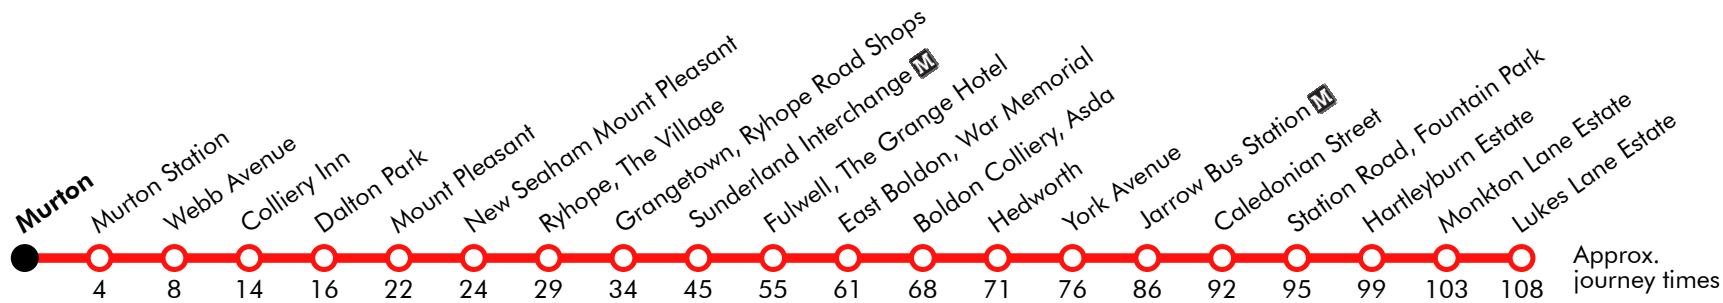 Murton
Murton Station
Webb Avenue
Colliery Inn
Dalton Park
Mount Pleasant
New Seaham Mount Pleasant
Ryhope, The Village
Grangetown, Ryhope Road Shops
Sunderland Interchange M
Fulwell, The Grange Hotel
East Boldon, War Memorial
Boldon Colliery, Asda
Hedworth
York Avenue
Jarrow Bus Station M
Caledonian Street
Station Road, Fountain Park
Hartleyburn Estate
Monkton Lane Estate
Lukes Lane Estate
4 8 14 16 22 24 29 34 45 55 61 68 71 76 86 92 95 99 103 108
Approx.
journey times